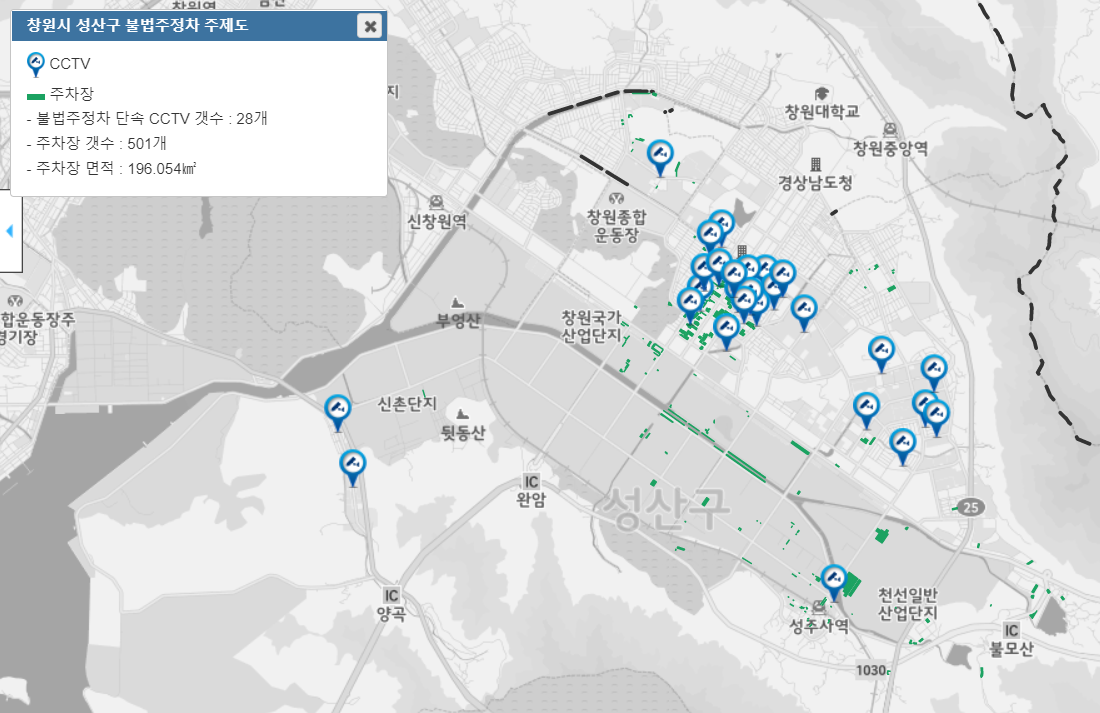 창원역
창원시 성산구 불법주정차 주제도
CCTV
주차장
- 불법주정차 단속 CCTV 갯수 : 28개
- 주차장 갯수 : 501개
- 주차장 면적 : 196.054㎢
지
창원대학교
창원중앙역
경상남도청
신창원역
창원종합
운동장
합운동장주
경기장
부엉산
창원국가
산업단지
신촌단지
뒷동산
IC
완암
성산구
25
IC
양곡
천선일반
산업단지
성주사역
IC
불모산
1030